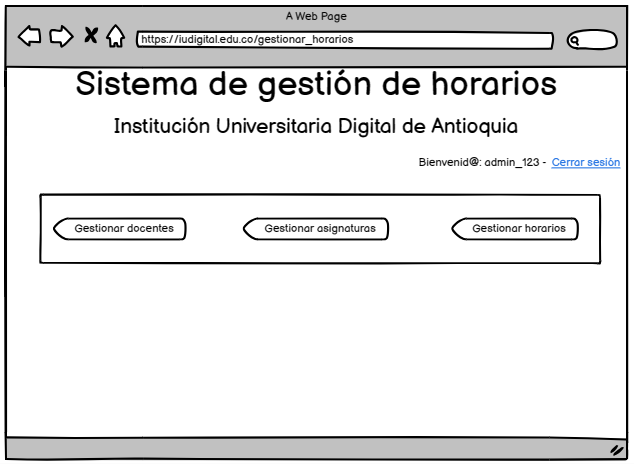 A Web Page
https://iudigital.edu.co/gestionar_horarios
Sistema de gestión de horarios
Institución Universitaria Digital de Antioquia
Bienvenid@: admin_123 - Cerrar sesión
Gestionar docentes Gestionar asignaturas Gestionar horarios